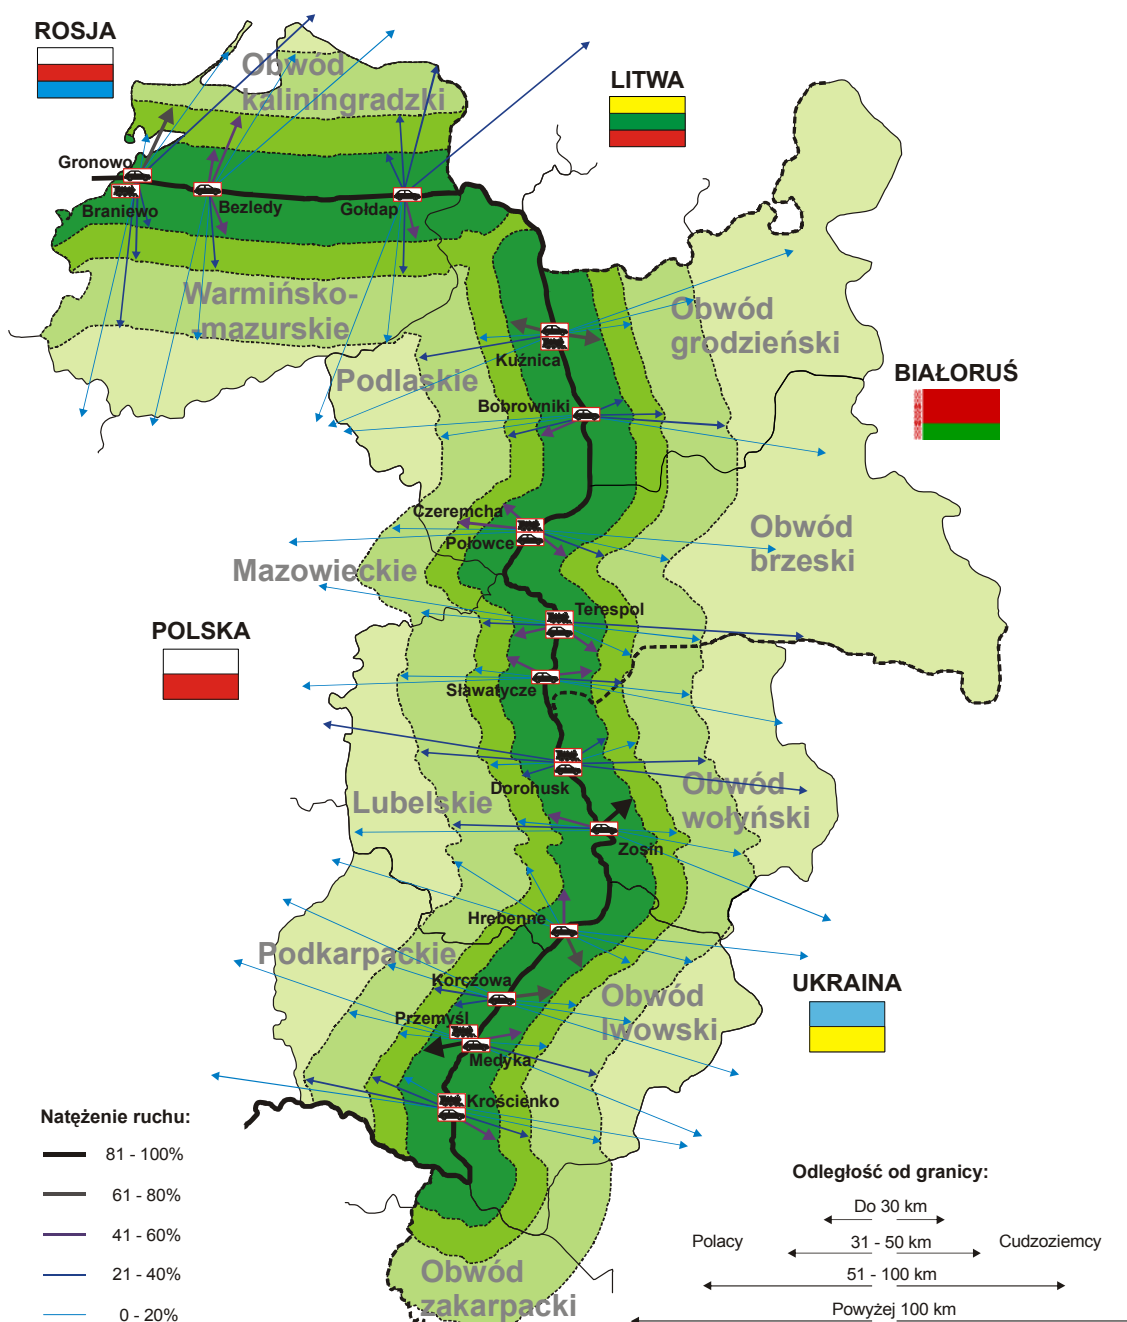 ROSJA
LITWA
Obwód
kaliningradzki
Gronowo
Braniewo
Bezledy
Gołdap
Warmińsko-
-mazurskie
Obwód
grodzieński
Kuźnica
Podlaskie
BIAŁORUŚ
Bobrowniki
Czeremcha
Połowce
Obwód
brzeski
Mazowieckie
Terespol
POLSKA
Sławatycze
Dorohusk
Obwód
wołyński
Lubelskie
Zosin
Hrebenne
Podkarpackie
Korczowa
UKRAINA
Obwód
lwowski
Przemyśl
Medyka
Krościenko
Natężenie ruchu:
81 - 100%
61 - 80%
41 - 60%
21 - 40%
0 - 20%
Odległość od granicy:
Do 30 km
Polacy
31 - 50 km
Cudzoziemcy
51 - 100 km
Powyżej 100 km
Obwód
zakarpacki